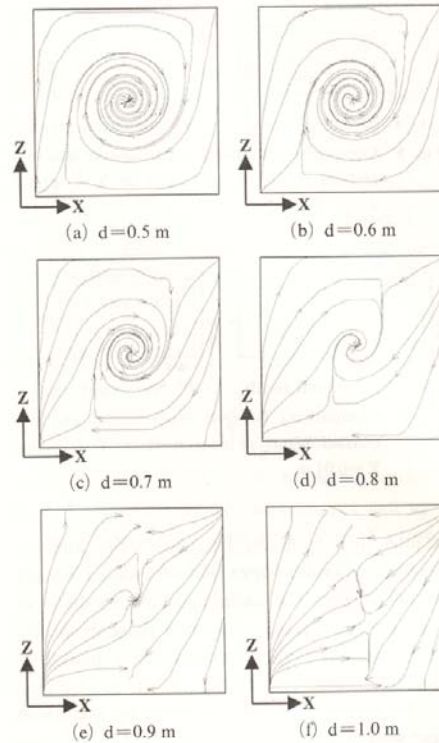 Z
X
(a) d=0.5 m
Z
X
(b) d=0.6 m
Z
X
(c) d=0.7 m
Z
X
(d) d=0.8 m
Z
X
(e) d=0.9 m
Z
X
(f) d=1.0 m